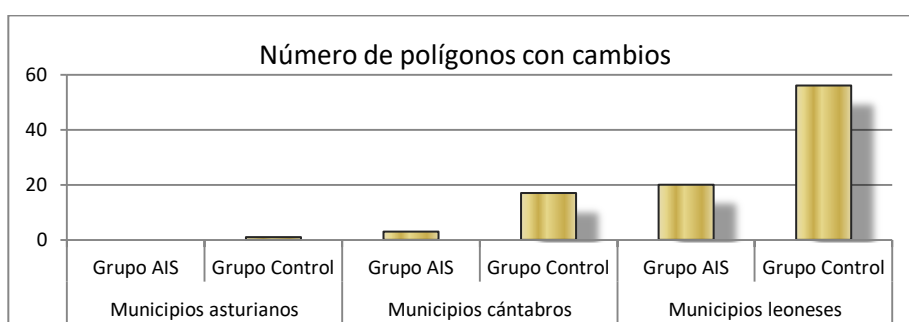 Número de polígonos con cambios
60
40
20
0
Grupo AIS Grupo Control Grupo AIS Grupo Control Grupo AIS Grupo Control
Municipios asturianos Municipios cántabros Municipios leoneses